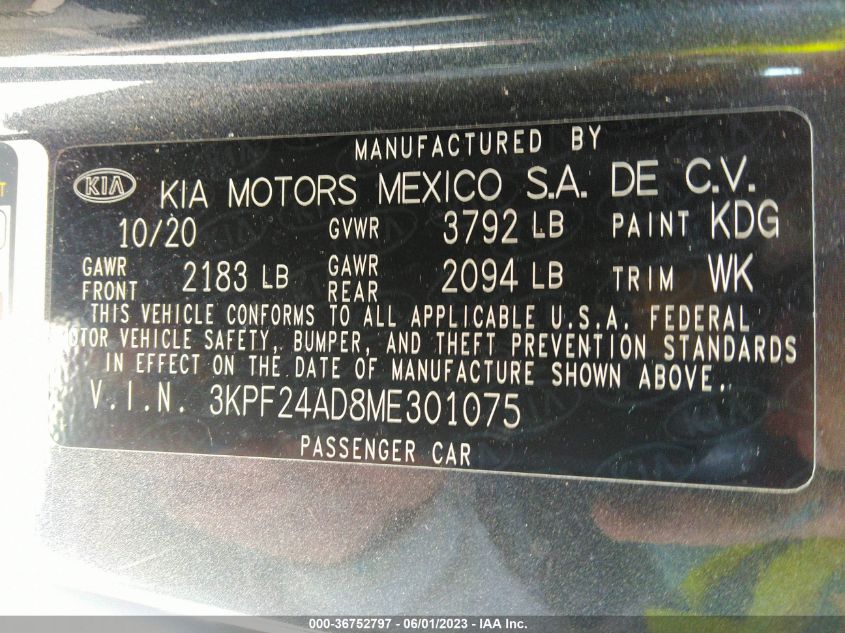 MANUFACTURED BY
KIA KIA MOTORS MEXICO S.A. DE C.V.
10/20 GVWR 3792 LB PAINT KDG
GAWR FRONT 2183 LB GAWR REAR 2094 LB TRIM WK
THIS VEHICLE CONFORMS TO ALL APPLICABLE U.S.A. FEDERAL
OTOR VEHICLE SAFETY, BUMPER, AND THEFT PREVENTION STANDARDS
IN EFFECT ON THE DATE OF MANUFACTURE SHOWN ABOVE.
V.I.N. 3KPF24AD8ME301075
PASSENGER CAR
000-36752797 - 06/01/2023 - IAA Inc.